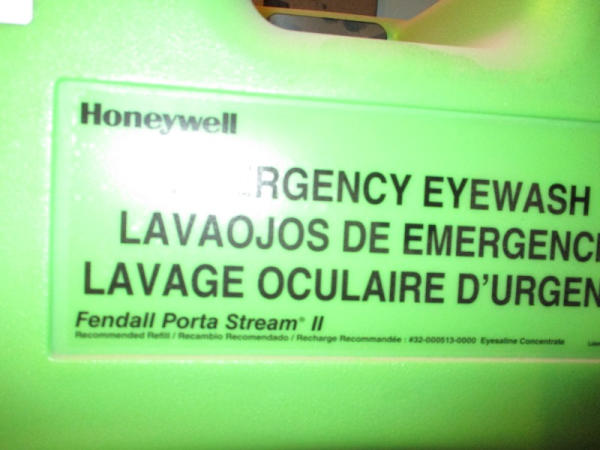 Honeywell
RGENCY EYEWASH
LAVAOJOS DE EMERGENCI
LAVAGE OCULAIRE D'URGEN
Fendall Porta Stream® II
Recommended Refill / Recambio Recomendado / Recharge Recommandée : #32-000513-0000 Eyesaline Concentrate